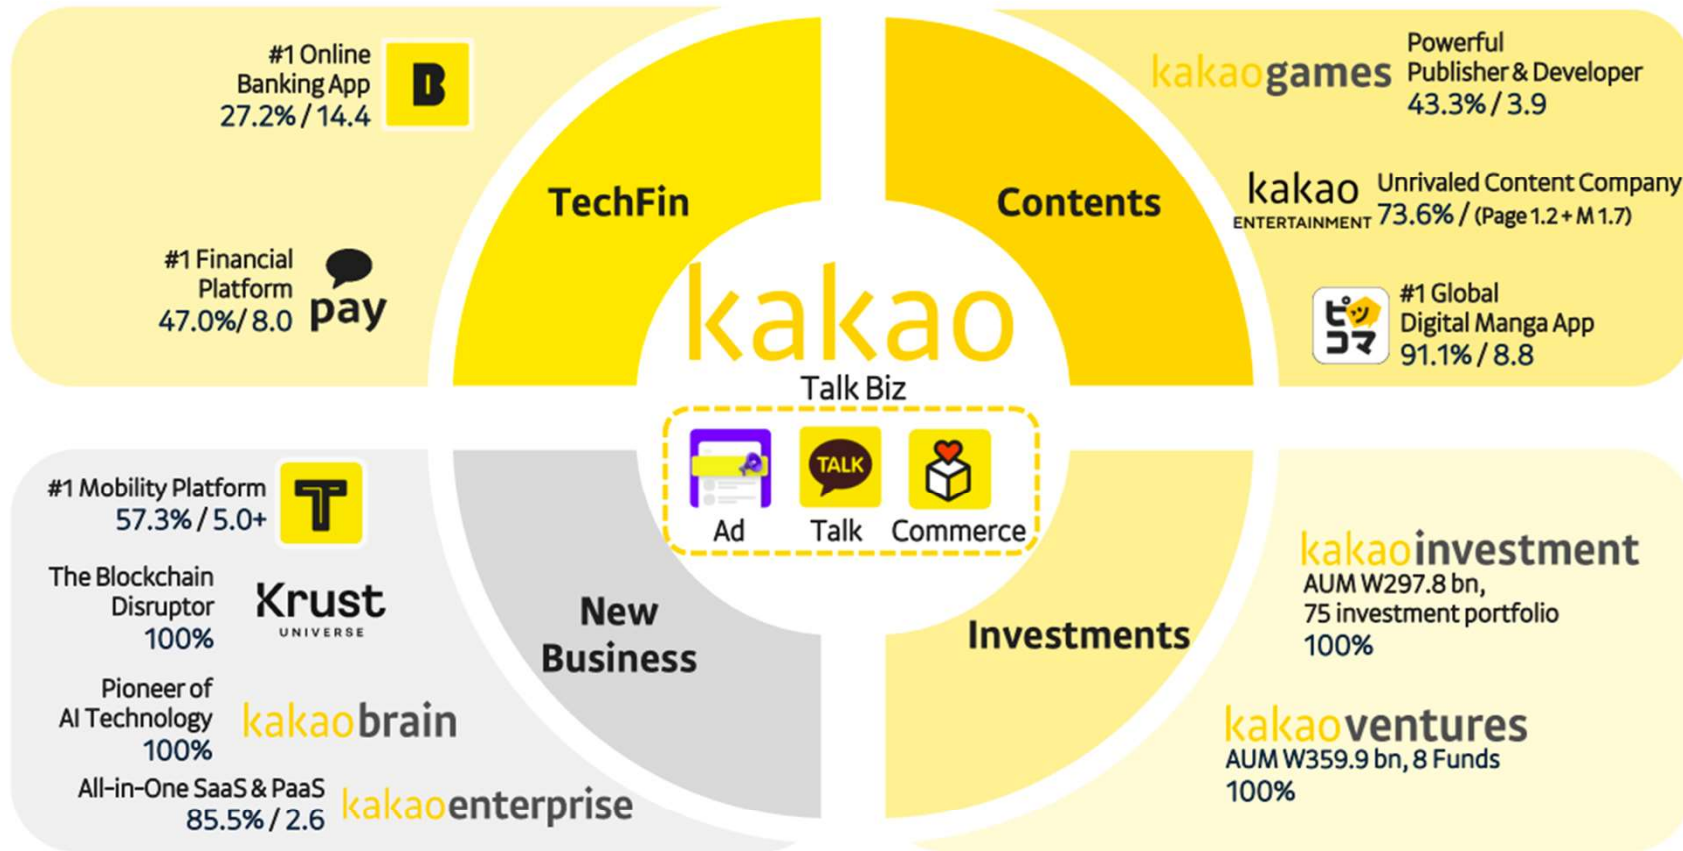 #1 Online
Banking App
27.2% / 14.4
B
#1 Financial
Platform
47.0%/ 8.0
pay
TechFin
kakaogames
Powerful
Publisher & Developer
43.3% / 3.9
kakao
ENTERTAINMENT
Unrivaled Content Company
73.6% / (Page 1.2 + M 1.7)
ピッコマ
#1 Global
Digital Manga App
91.1% / 8.8
Contents
kakao
Talk Biz
TALK
Ad
Talk
Commerce
#1 Mobility Platform
57.3% / 5.0+
T
The Blockchain
Disruptor
100%
Krust
UNIVERSE
Pioneer of
AI Technology
100%
kakaobrain
All-in-One SaaS & PaaS
85.5% / 2.6
kakaoenterprise
New
Business
Investments
kakaoinvestment
AUM W297.8 bn,
75 investment portfolio
100%
kakaoventures
AUM W359.9 bn, 8 Funds
100%